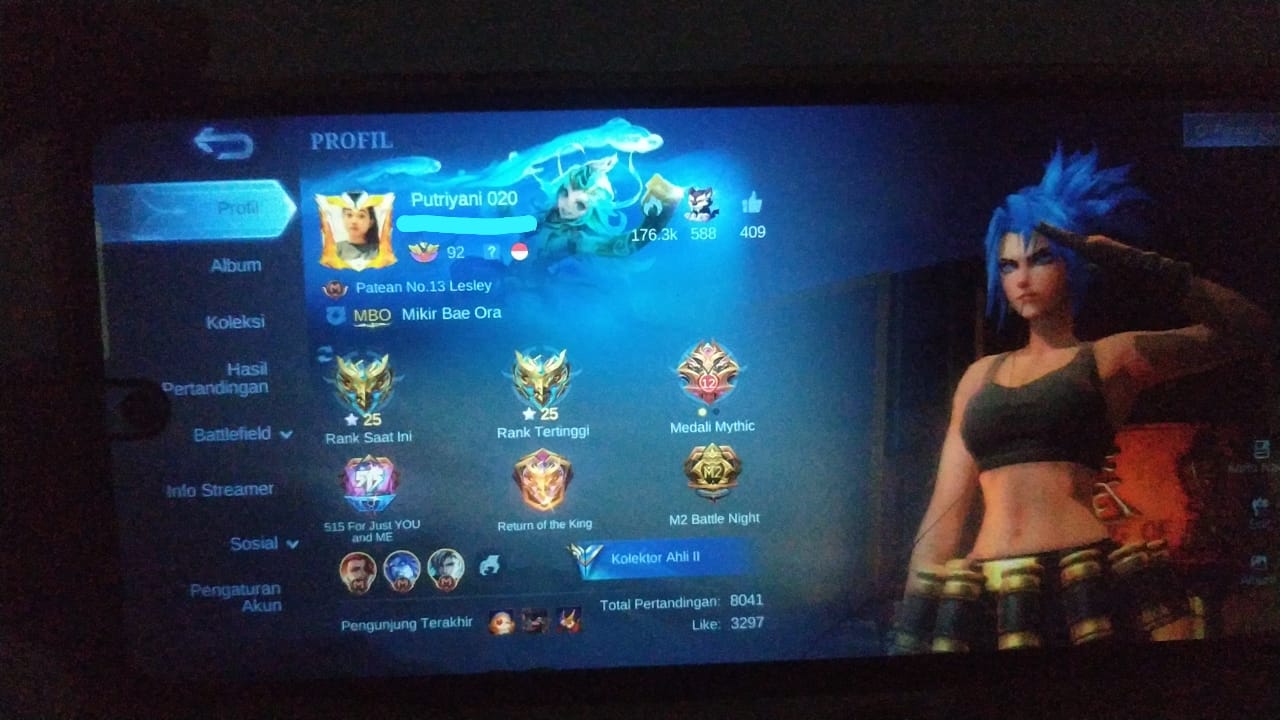 PROFIL
Profil
Album
Koleksi
Hasil
Pertandingan
Battlefield
Info Streamer
Sosial
Pengaturan
Akun
Putriyani 020
92
?
176.3k
588
409
Patean No.13 Lesley
MBO Mikir Bae Ora
25
Rank Saat Ini
25
Rank Tertinggi
12
Medali Mythic
515
515 For Just YOU
and ME
Return of the King
M2
M2 Battle Night
Kolektor Ahli II
Pengunjung Terakhir
Total Pertandingan: 8041
Like: 3297